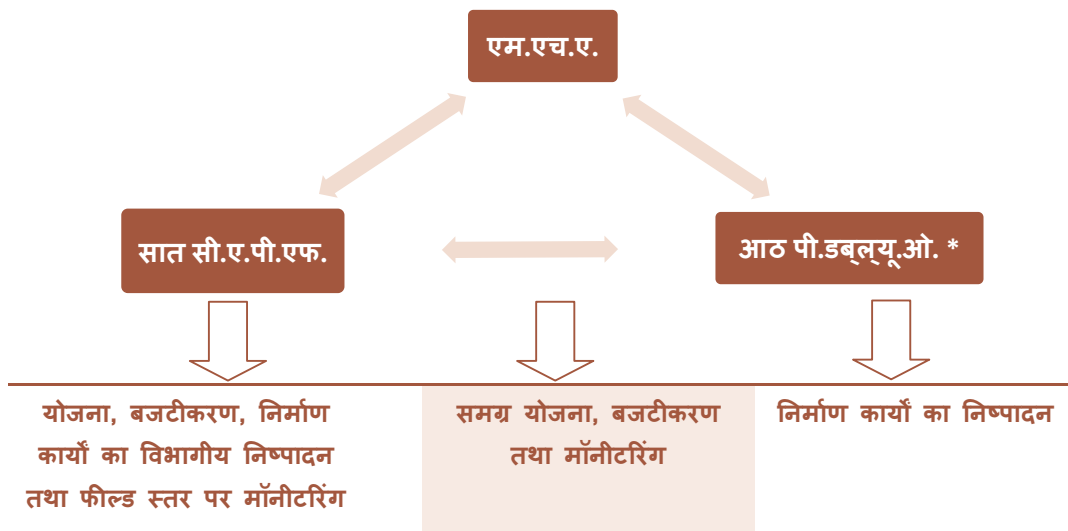 एम.एच.ए.
सात सी.ए.पी.एफ.
आठ पी.डब्ल्यू.ओ. *
योजना, बजटीकरण, निर्माण
कार्यों का विभागीय निष्पादन
तथा फील्ड स्तर पर मॉनीटरिंग
समग्र योजना, बजटीकरण
तथा मॉनीटरिंग
निर्माण कार्यों का निष्पादन